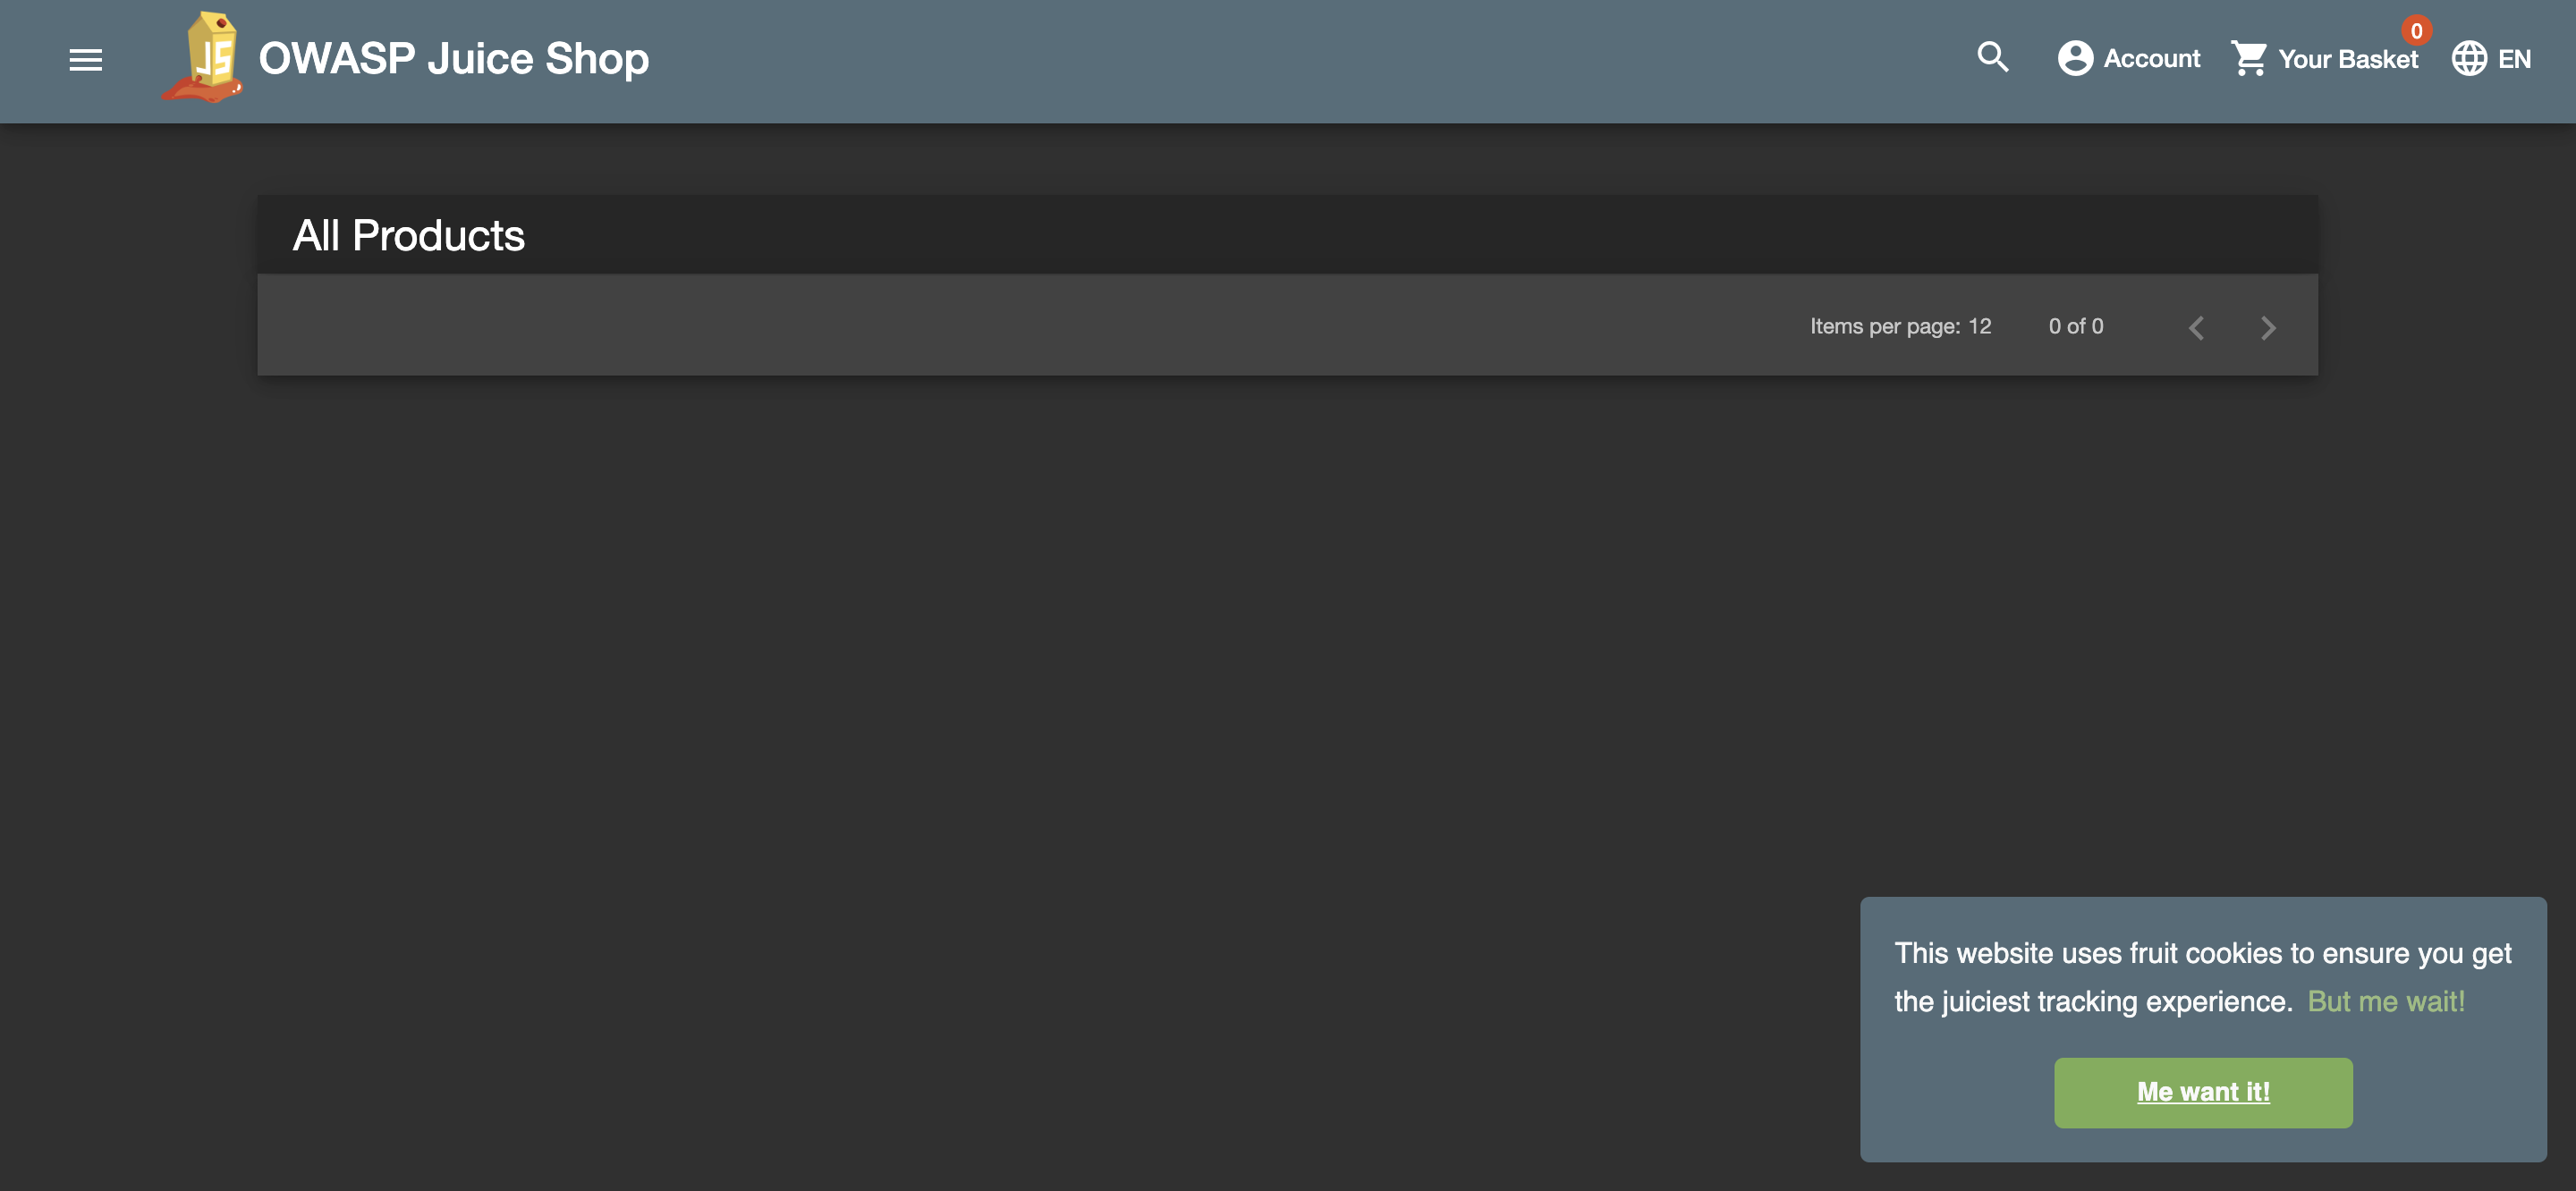 JS
OWASP Juice Shop
Account
Your Basket
0
EN
All Products
Items per page: 12
0 of 0
This website uses fruit cookies to ensure you get
the juiciest tracking experience. But me wait!
Me want it!